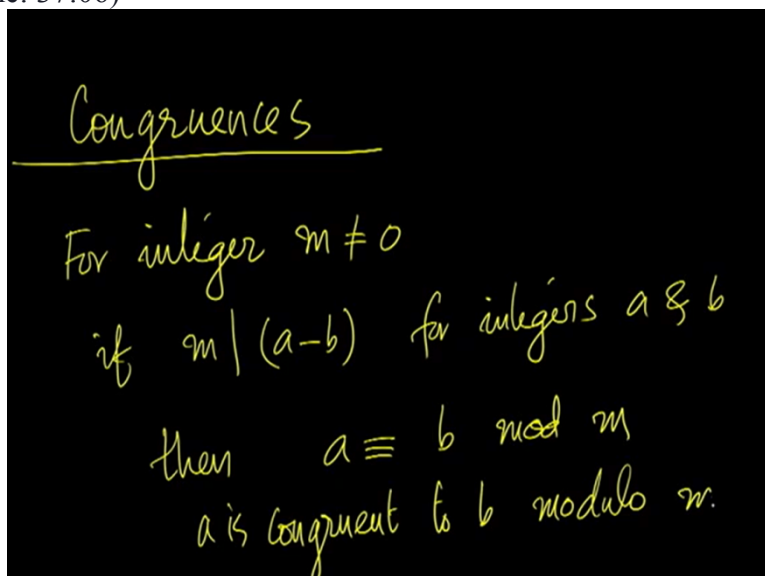 Congruences
For integer m ≠ 0
if m | (a-b) for integers a & b
then a ≡ b mod m
a is congruent to b modulo m.